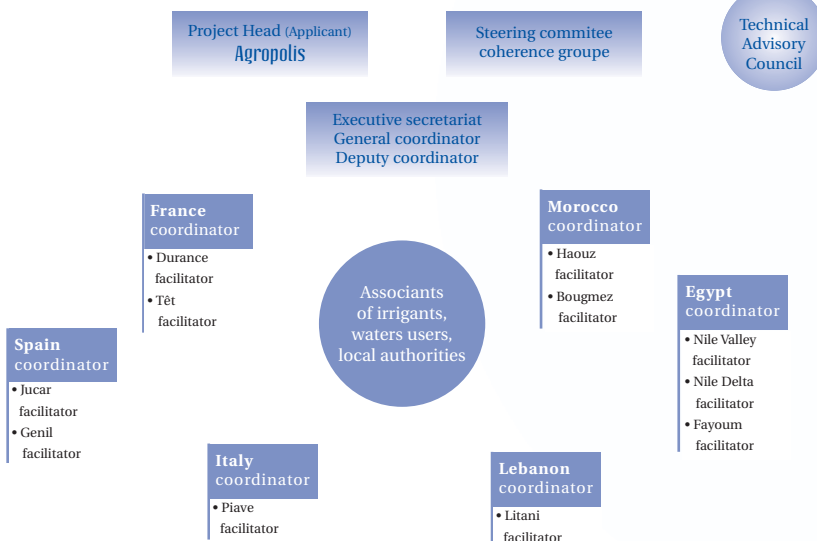 Project Head (Applicant)
Agropolis
Steering commitee
coherence groupe
Technical
Advisory
Council
Executive secretariat
General coordinator
Deputy coordinator
France
coordinator
• Durance
facilitator
• Têt
facilitator
Morocco
coordinator
• Haouz
facilitator
• Bougmez
facilitator
Associants
of irrigants,
waters users,
local authorities
Egypt
coordinator
• Nile Valley
facilitator
• Nile Delta
facilitator
• Fayoum
facilitator
Spain
coordinator
• Jucar
facilitator
• Genil
facilitator
Italy
coordinator
• Piave
facilitator
Lebanon
coordinator
• Litani
facilitator